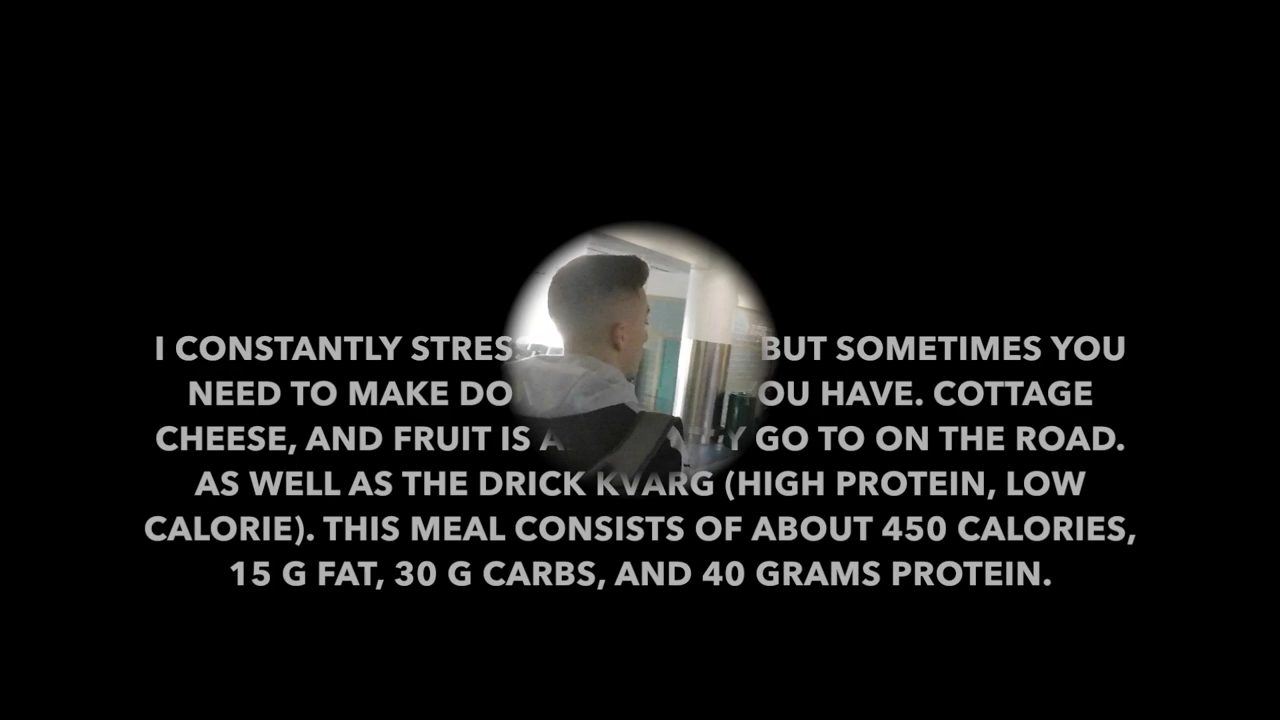 I CONSTANTLY BUT SOMETIMES YOU
NEED TO MAKE DO HAVE. COTTAGE
CHEESE, AND FRUIT IS GO TO ON THE ROAD.
AS WELL AS THE DRICK KVARG (HIGH PROTEIN, LOW
CALORIE). THIS MEAL CONSISTS OF ABOUT 450 CALORIES,
15 G FAT, 30 G CARBS, AND 40 GRAMS PROTEIN.